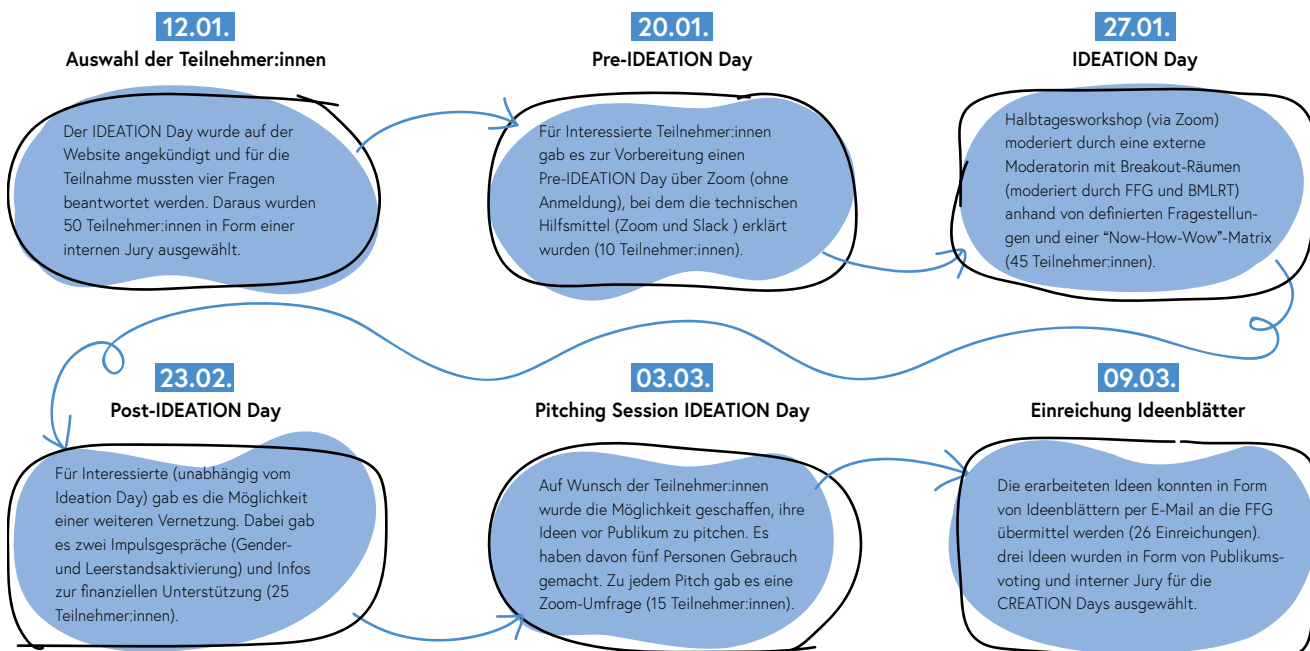 12.01.
Auswahl der Teilnehmer:innen
Der IDEATION Day wurde auf der
Website angekündigt und für die
Teilnahme mussten vier Fragen
beantwortet werden. Daraus wurden
50 Teilnehmer:innen in Form einer
internen Jury ausgewählt.
20.01.
Pre-IDEATION Day
Für Interessierte Teilnehmer:innen
gab es zur Vorbereitung einen
Pre-IDEATION Day über Zoom (ohne
Anmeldung), bei dem die technischen
Hilfsmittel (Zoom und Slack ) erklärt
wurden (10 Teilnehmer:innen).
27.01.
IDEATION Day
Halbtagesworkshop (via Zoom)
moderiert durch eine externe
Moderatorin mit Breakout-Räumen
(moderiert durch FFG und BMLRT)
anhand von definierten Fragestellun-
gen und einer “Now-How-Wow”-Matrix
(45 Teilnehmer:innen).
23.02.
Post-IDEATION Day
Für Interessierte (unabhängig vom
Ideation Day) gab es die Möglichkeit
einer weiteren Vernetzung. Dabei gab
es zwei Impulsgespräche (Gender-
und Leerstandsaktivierung) und Infos
zur finanziellen Unterstützung (25
Teilnehmer:innen).
03.03.
Pitching Session IDEATION Day
Auf Wunsch der Teilnehmer:innen
wurde die Möglichkeit geschaffen, ihre
Ideen vor Publikum zu pitchen. Es
haben davon fünf Personen Gebrauch
gemacht. Zu jedem Pitch gab es eine
Zoom-Umfrage (15 Teilnehmer:innen).
09.03.
Einreichung Ideenblätter
Die erarbeiteten Ideen konnten in Form
von Ideenblättern per E-Mail an die FFG
übermittel werden (26 Einreichungen).
drei Ideen wurden in Form von Publikums-
voting und interner Jury für die
CREATION Days ausgewählt.